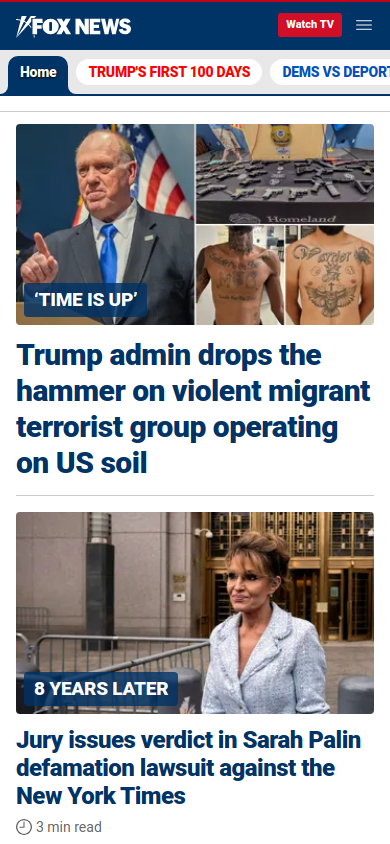 FOX NEWS
Watch TV
Home
TRUMP'S FIRST 100 DAYS
DEMS VS DEPORT
Homeland
‘TIME IS UP’
Trump admin drops the
hammer on violent migrant
terrorist group operating
on US soil
8 YEARS LATER
Jury issues verdict in Sarah Palin
defamation lawsuit against the
New York Times
3 min read